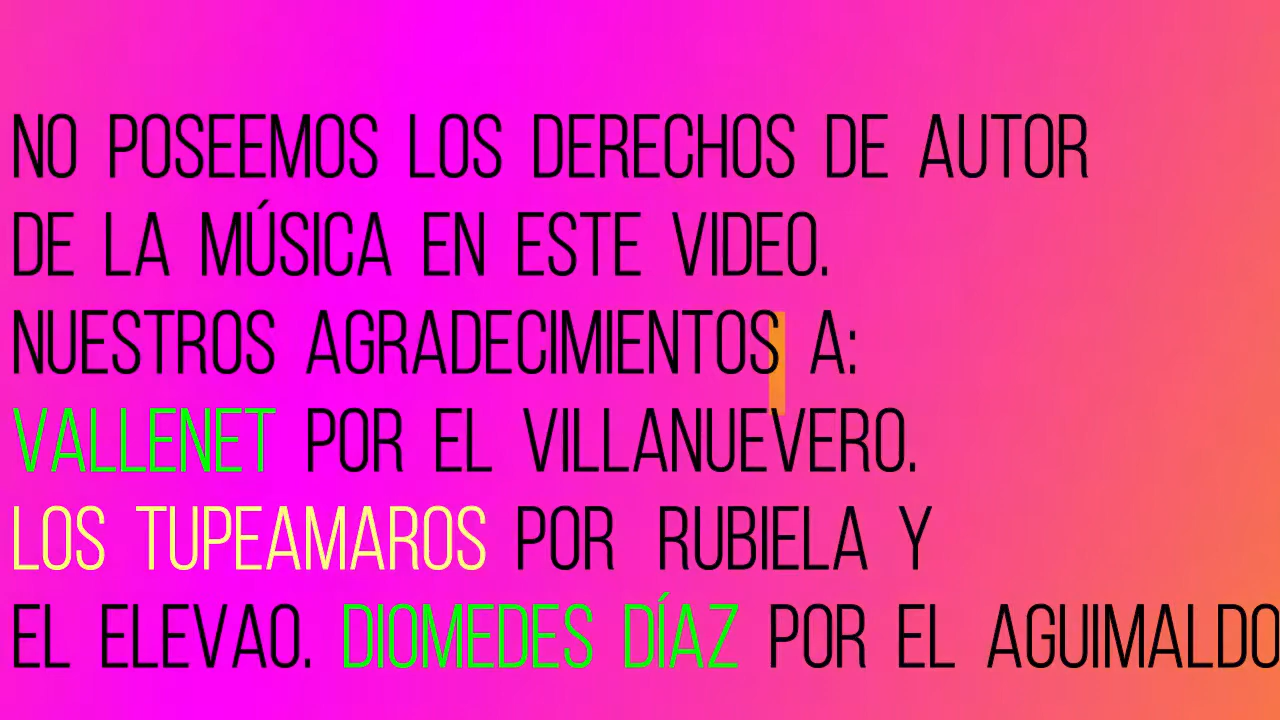 NO POSEEMOS LOS DERECHOS DE AUTOR
DE LA MÚSICA EN ESTE VIDEO.
NUESTROS AGRADECIMIENTOS A:
VALLENET POR EL VILLANUEVERO.
LOS TUPEAMAROS POR RUBIELA Y
EL ELEVAO. DIOMEDES DÍAZ POR EL AGUIMALDO